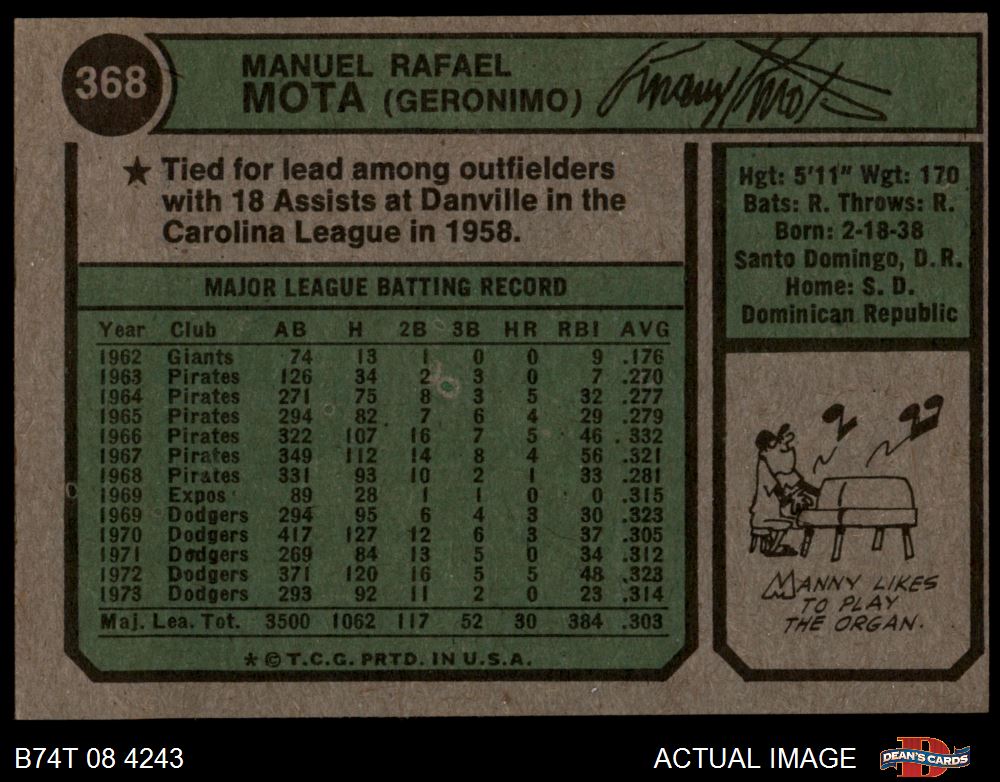 368
MANUEL RAFAEL
MOTA (GERONIMO)
Manny Mota
★ Tied for lead among outfielders
with 18 Assists at Danville in the
Carolina League in 1958.
Hgt: 5'11" Wgt: 170
Bats: R. Throws: R.
Born: 2-18-38
Santo Domingo, D.R.
Home: S. D.
Dominican Republic
MAJOR LEAGUE BATTING RECORD
Year Club AB H 2B 3B HR RBI AVG
1962 Giants 74 13 1 0 0 9 .176
1963 Pirates 126 34 2 3 0 7 .270
1964 Pirates 271 75 8 3 5 32 .277
1965 Pirates 294 82 7 6 4 29 .279
1966 Pirates 322 107 16 7 5 46 .332
1967 Pirates 349 112 14 8 4 56 .321
1968 Pirates 331 93 10 2 1 33 .281
1969 Expos 89 28 1 1 0 0 .315
1969 Dodgers 294 95 6 4 3 30 .323
1970 Dodgers 417 127 12 6 3 37 .305
1971 Dodgers 269 84 13 5 0 34 .312
1972 Dodgers 371 120 16 5 5 48 .323
1973 Dodgers 293 92 11 2 0 23 .314
Maj. Lea. Tot. 3500 1062 117 52 30 384 .303
* © T.C.G. PRTD. IN U.S.A.
MANNY LIKES
TO PLAY
THE ORGAN.
B74T 08 4243
ACTUAL IMAGE
DEAN'S CARDS